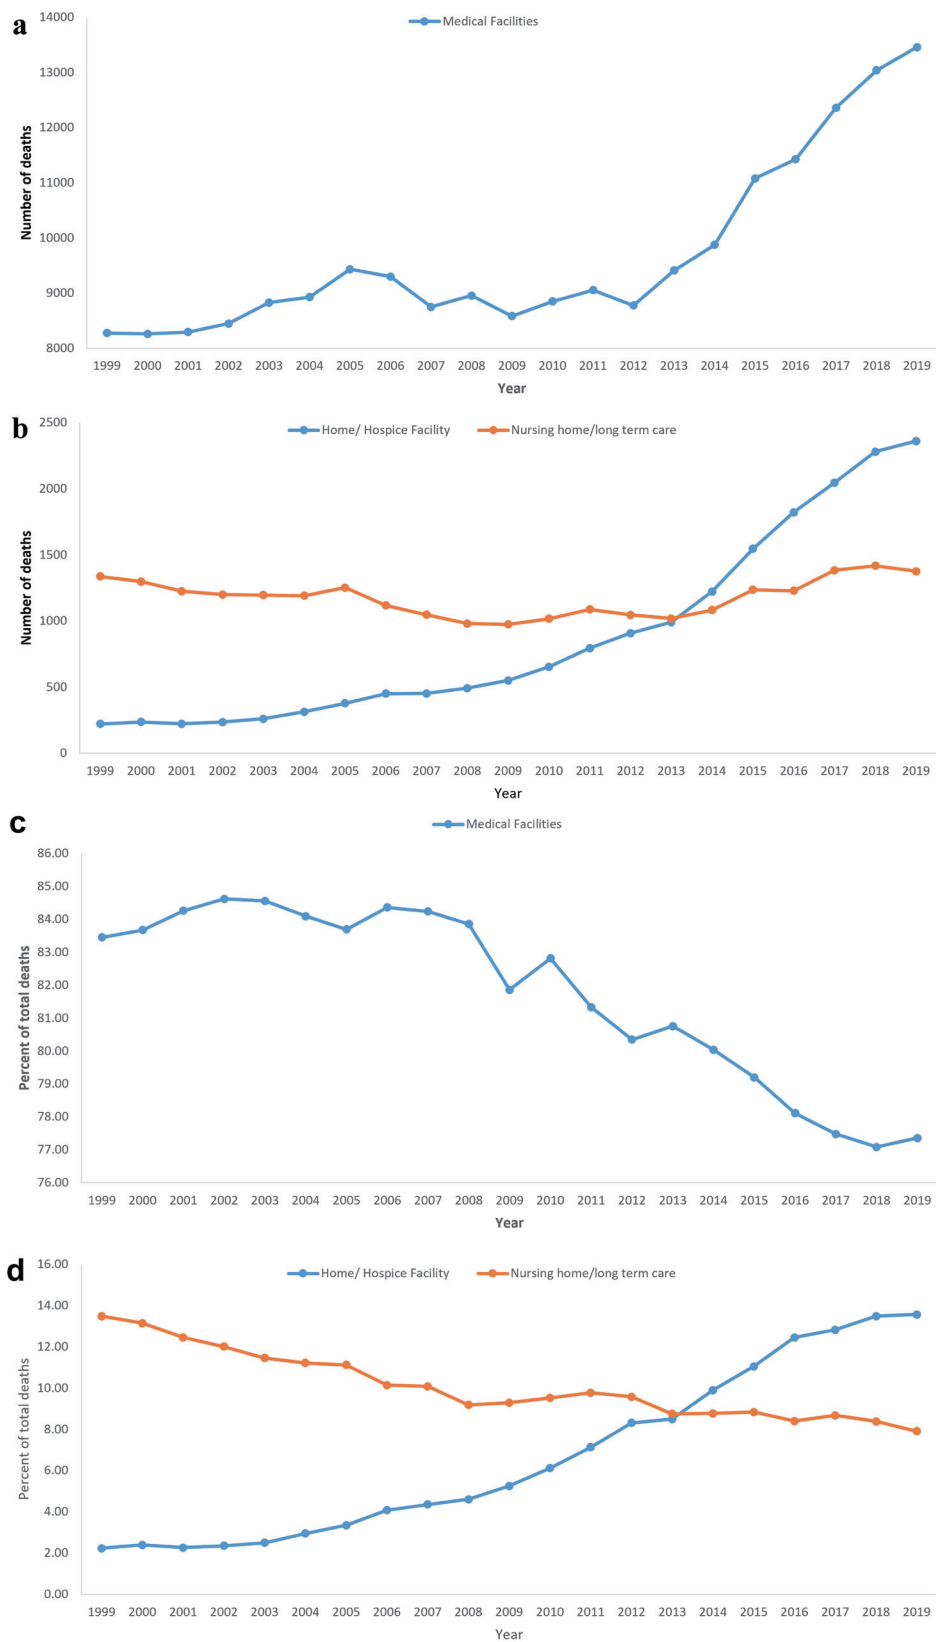 a
Medical Facilities
14000
13000
12000
11000
10000
9000
8000
Number of deaths
1999 2000 2001 2002 2003 2004 2005 2006 2007 2008 2009 2010 2011 2012 2013 2014 2015 2016 2017 2018 2019
Year
b
Home/ Hospice Facility Nursing home/long term care
2500
2000
1500
1000
500
0
Number of deaths
1999 2000 2001 2002 2003 2004 2005 2006 2007 2008 2009 2010 2011 2012 2013 2014 2015 2016 2017 2018 2019
Year
c
Medical Facilities
86.00
85.00
84.00
83.00
82.00
81.00
80.00
79.00
78.00
77.00
76.00
Percent of total deaths
1999 2000 2001 2002 2003 2004 2005 2006 2007 2008 2009 2010 2011 2012 2013 2014 2015 2016 2017 2018 2019
Year
d
Home/ Hospice Facility Nursing home/long term care
16.00
14.00
12.00
10.00
8.00
6.00
4.00
2.00
0.00
Percent of total deaths
1999 2000 2001 2002 2003 2004 2005 2006 2007 2008 2009 2010 2011 2012 2013 2014 2015 2016 2017 2018 2019
Year